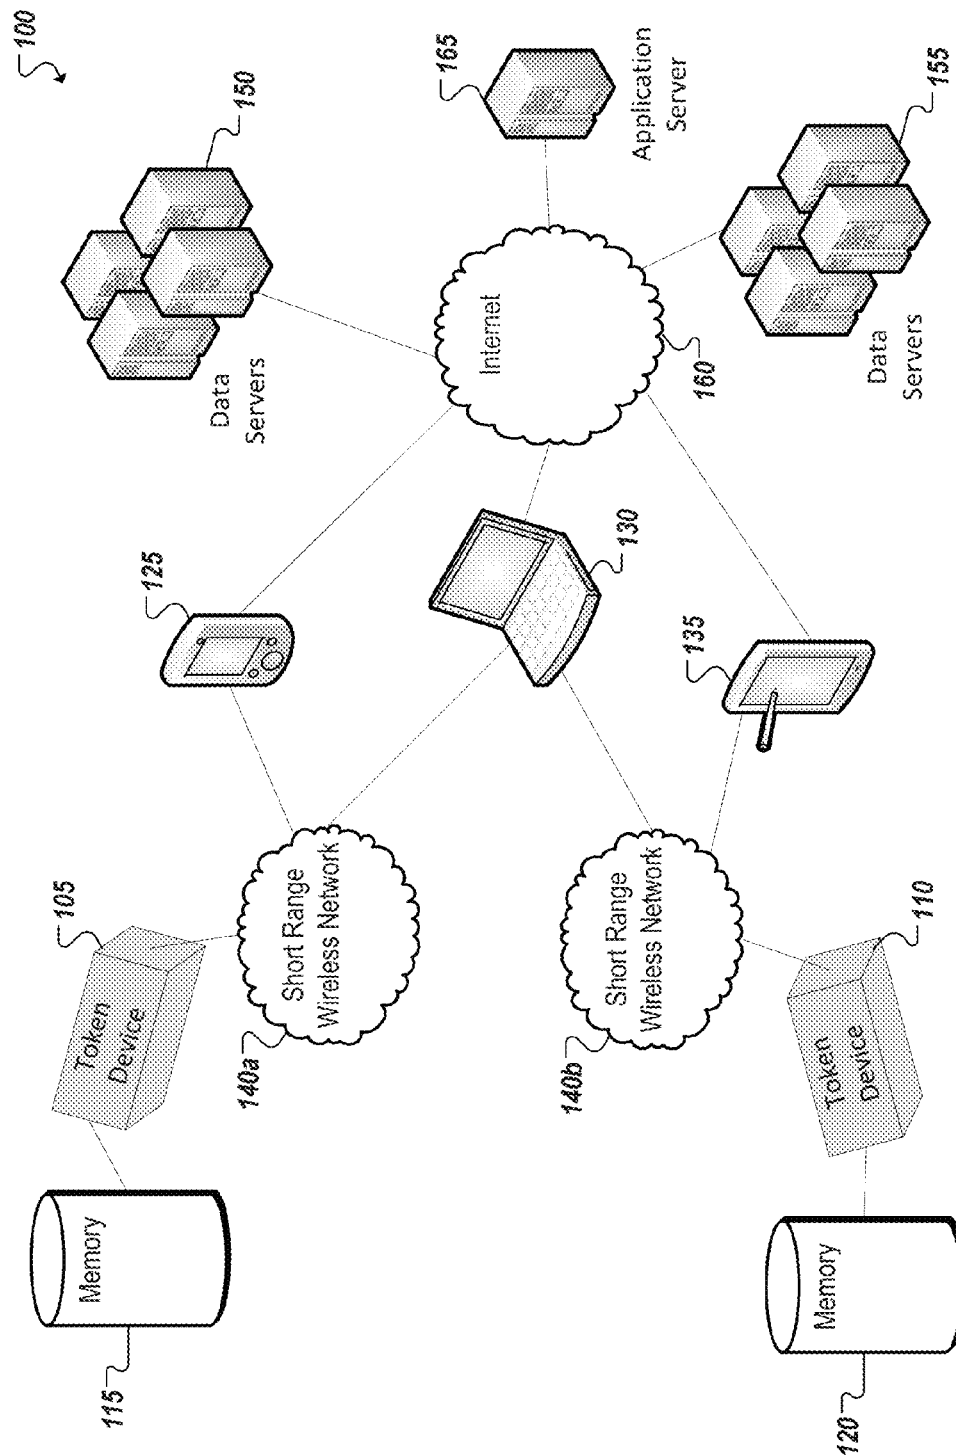 100
105
Memory
Token
Device
115
125
150
Data
Servers
140a
Short Range
Wireless Network
Internet
165
Application
Server
130
140b
Short Range
Wireless Network
135
160
Memory
120
Token
Device
110
Data
Servers
155